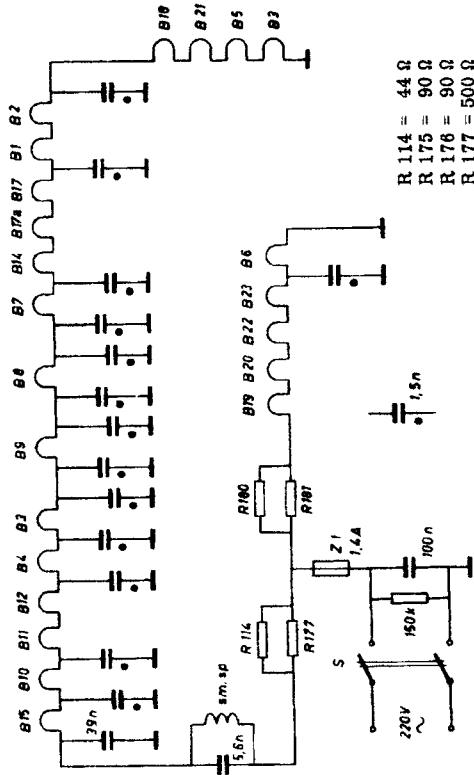 B15 B10 B11 B12 B4 B3 B9 B8 B7 B14 B17a B17 B1 B2
39n
B18
B21
B5
B3
sm. sp
5,6n
R114
R177
R180
R181
B19 B20 B22 B23 B6
Z1
1,4A
1,5n
S
220V
~
150k
100n
R 114 = 44 Ω
R 175 = 90 Ω
R 176 = 90 Ω
R 177 = 500 Ω